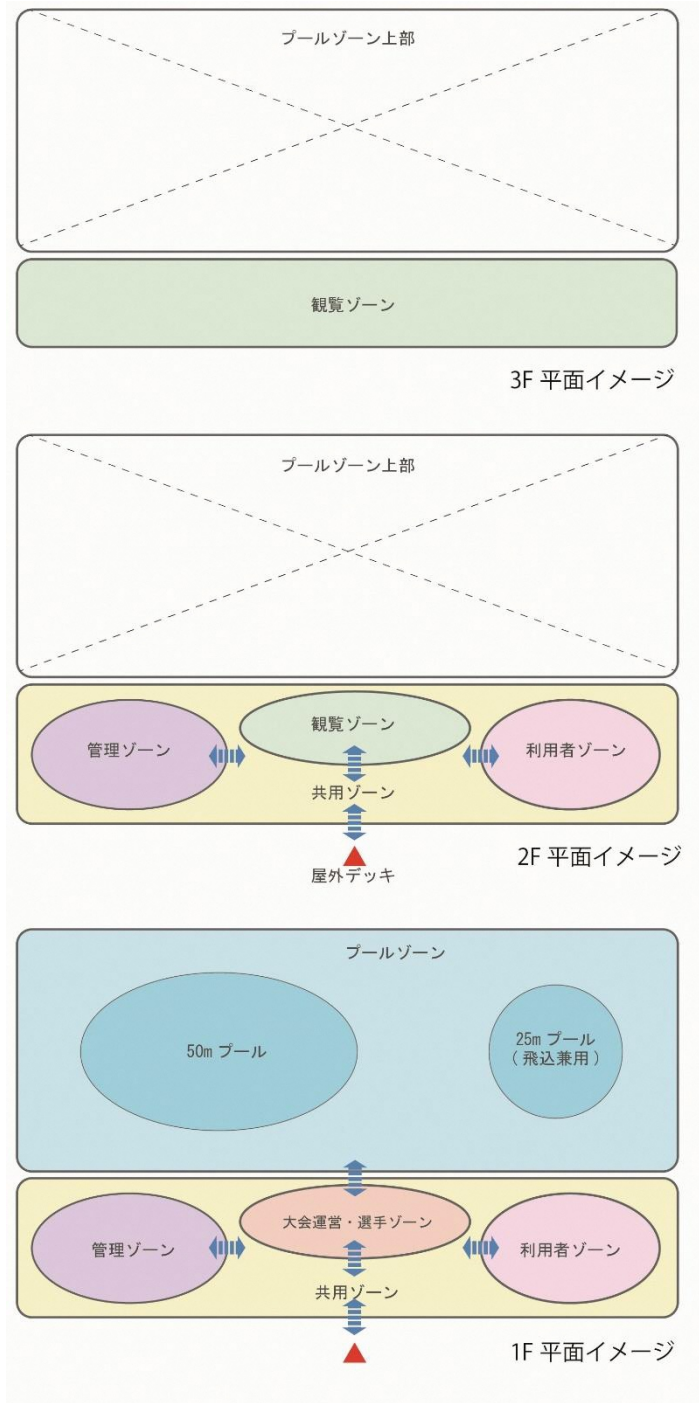 プールゾーン上部
観覧ゾーン
3F 平面イメージ
プールゾーン上部
観覧ゾーン
管理ゾーン
利用者ゾーン
共用ゾーン
2F 平面イメージ
屋外デッキ
プールゾーン
50m プール
25m プール
( 飛込兼用 )
大会運営・選手ゾーン
管理ゾーン
利用者ゾーン
共用ゾーン
1F 平面イメージ